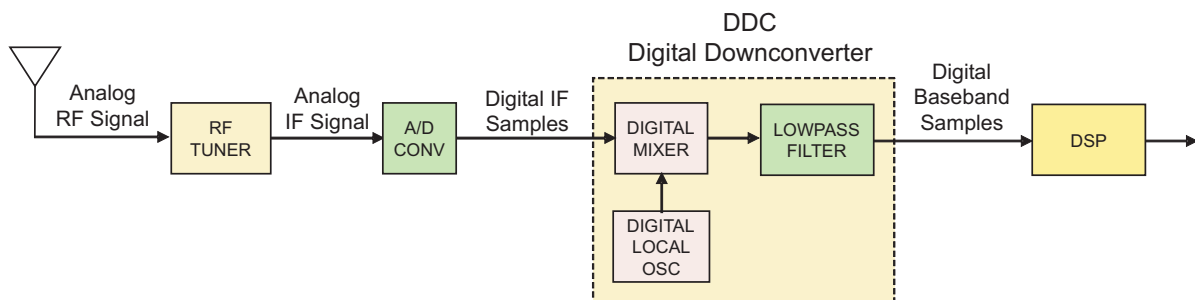 DDC
Digital Downconverter
Analog
RF Signal
RF
TUNER
Analog
IF Signal
A/D
CONV
Digital IF
Samples
DIGITAL
MIXER
DIGITAL
LOCAL
OSC
LOWPASS
FILTER
Digital
Baseband
Samples
DSP